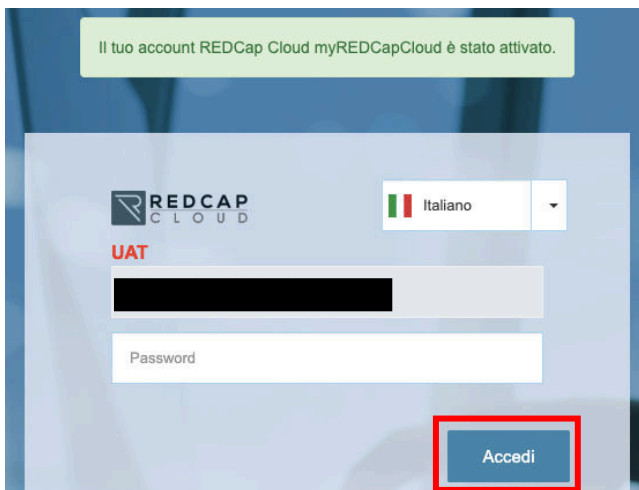 Il tuo account REDCap Cloud myREDCapCloud è stato attivato.
REDCAP
CLOUD
Italiano
UAT
Password
Accedi